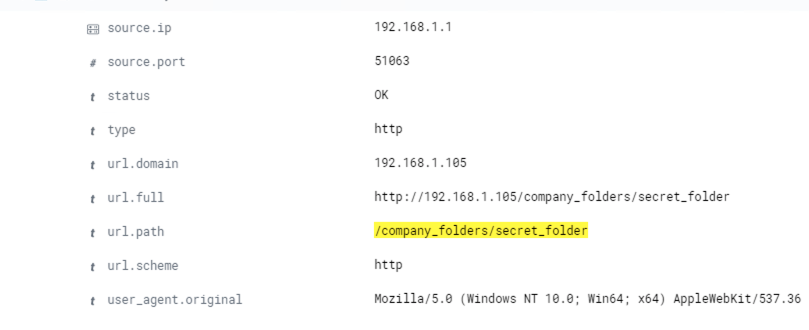 source.ip 192.168.1.1
# source.port 51063
t status OK
t type http
t url.domain 192.168.1.105
t url.full http://192.168.1.105/company_folders/secret_folder
t url.path /company_folders/secret_folder
t url.scheme http
t user_agent.original Mozilla/5.0 (Windows NT 10.0; Win64; x64) AppleWebKit/537.36